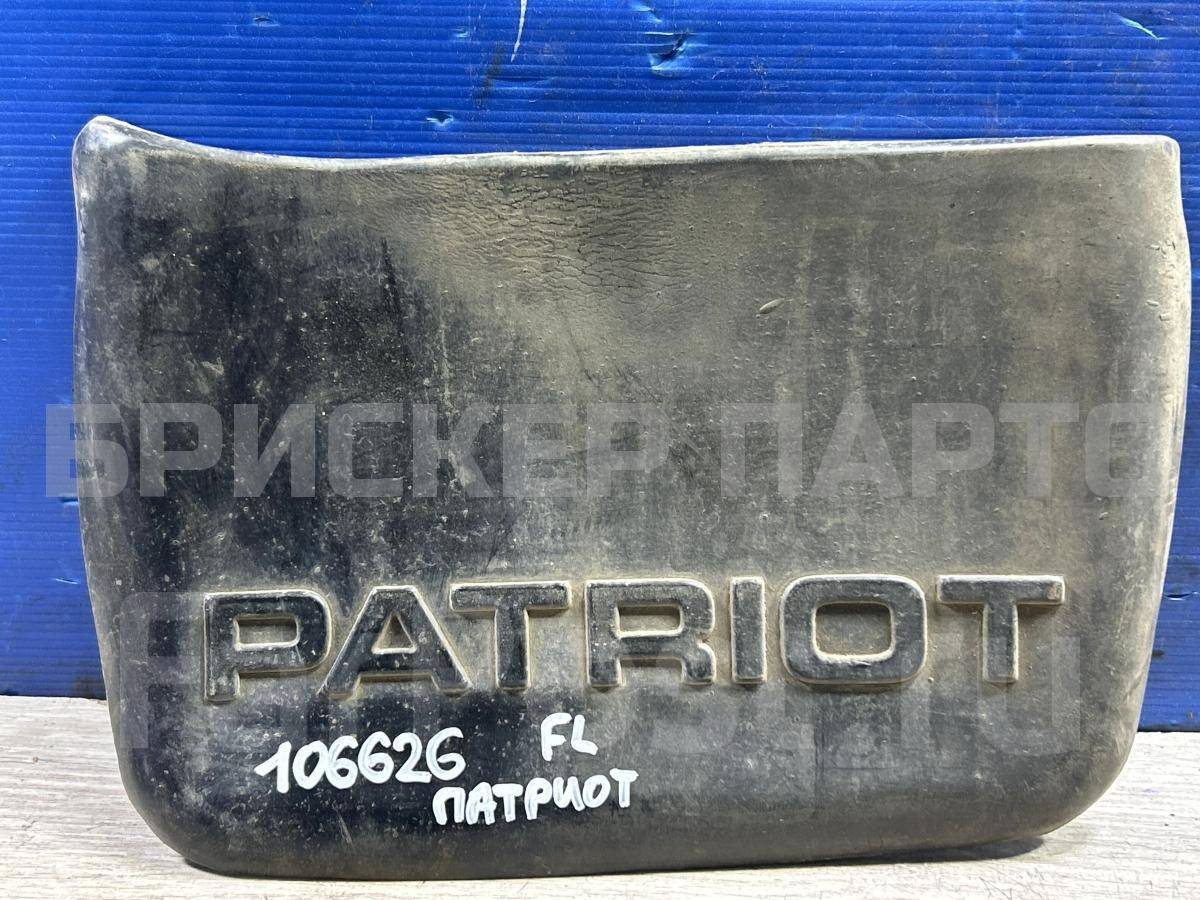 БРИСКЕР ПАРТС
PATRIOT
106626 FL
ПАТРИОТ